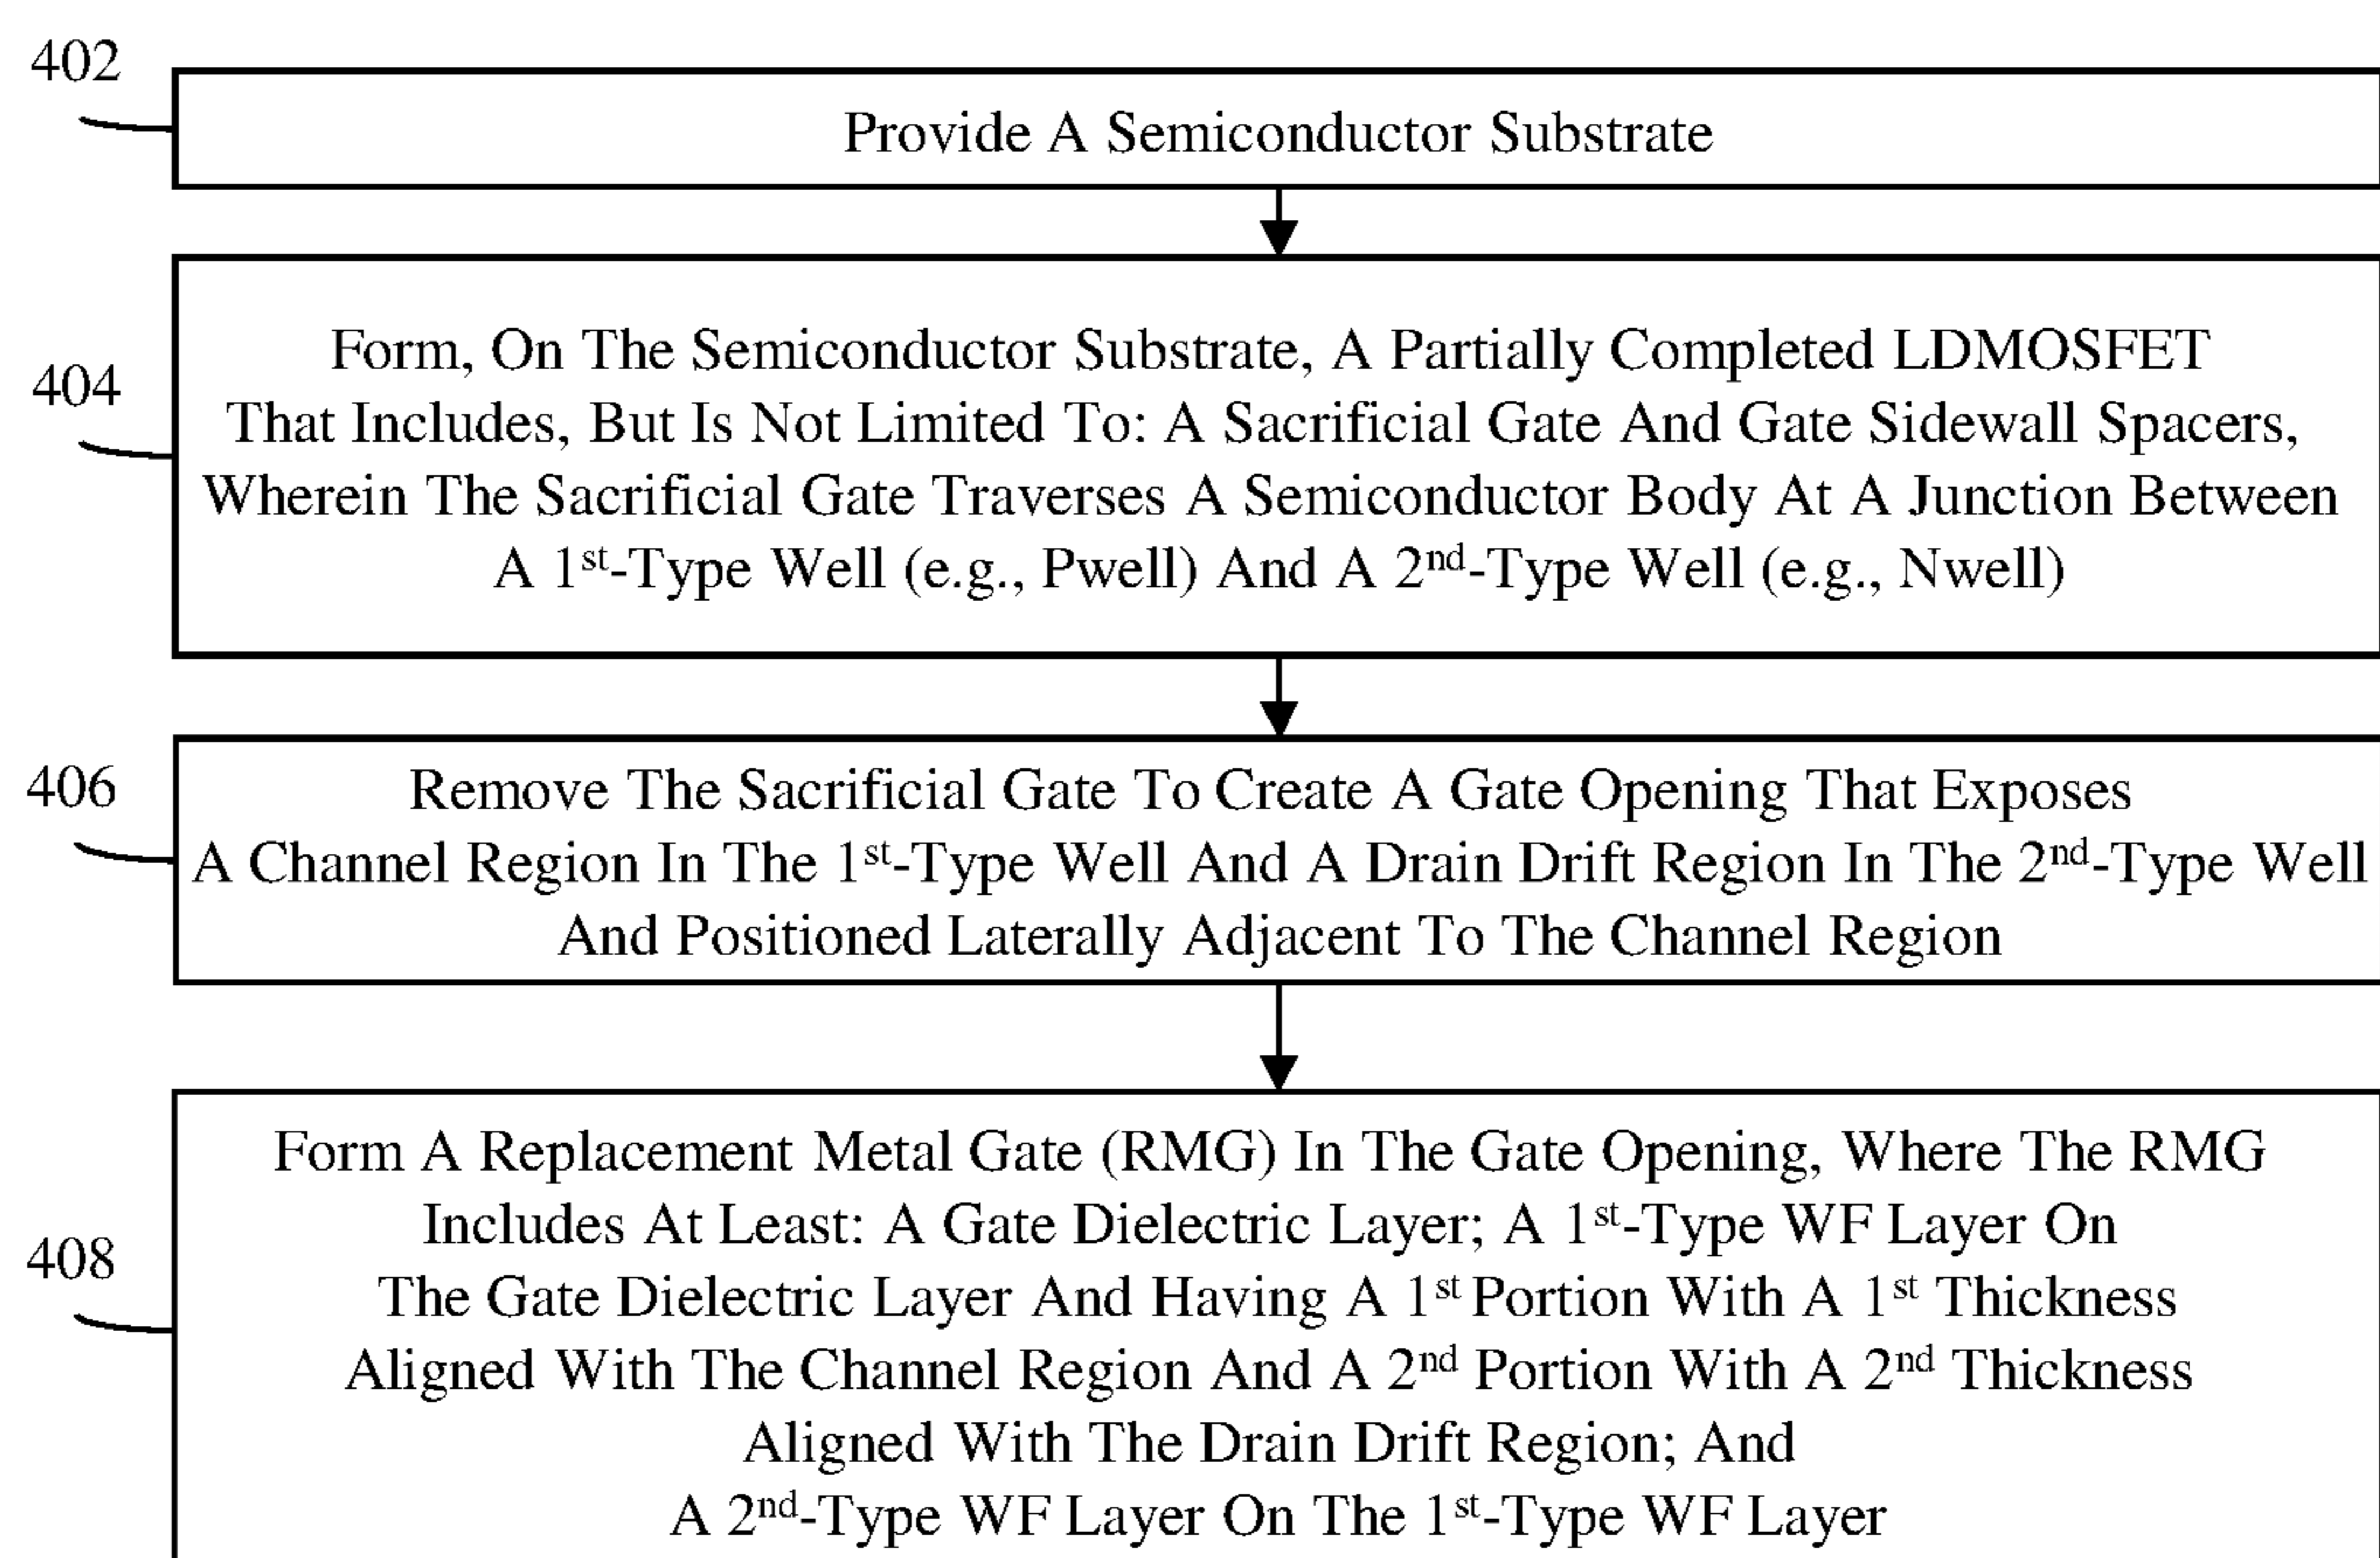 402
Provide A Semiconductor Substrate
404
Form, On The Semiconductor Substrate, A Partially Completed LDMOSFET
That Includes, But Is Not Limited To: A Sacrificial Gate And Gate Sidewall Spacers,
Wherein The Sacrificial Gate Traverses A Semiconductor Body At A Junction Between
A 1st-Type Well (e.g., Pwell) And A 2nd-Type Well (e.g., Nwell)
406
Remove The Sacrificial Gate To Create A Gate Opening That Exposes
A Channel Region In The 1st-Type Well And A Drain Drift Region In The 2nd-Type Well
And Positioned Laterally Adjacent To The Channel Region
408
Form A Replacement Metal Gate (RMG) In The Gate Opening, Where The RMG
Includes At Least: A Gate Dielectric Layer; A 1st-Type WF Layer On
The Gate Dielectric Layer And Having A 1st Portion With A 1st Thickness
Aligned With The Channel Region And A 2nd Portion With A 2nd Thickness
Aligned With The Drain Drift Region; And
A 2nd-Type WF Layer On The 1st-Type WF Layer